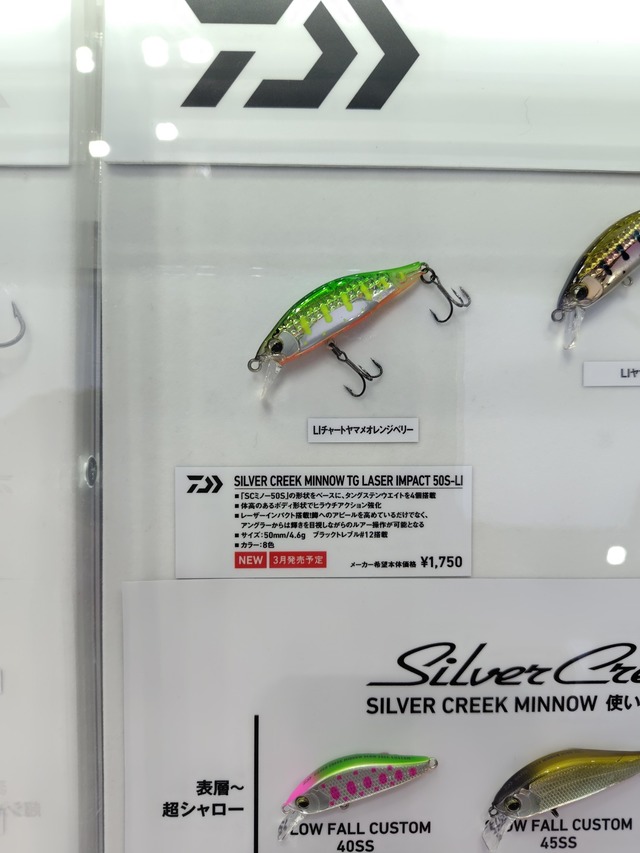 LIチャートヤマメオレンジベリー
LIヤ
SILVER CREEK MINNOW TG LASER IMPACT 50S-LI
■「SCミノー50S」の形状をベースに、タングステンウエイトを4個搭載
■体高のあるボディ形状でヒラウチアクション強化
■レーザーインパクト搭載!鱒へのアピールを高めているだけでなく、
アングラーからは輝きを目視しながらのルアー操作が可能となる
■サイズ:50mm/4.6g ブラックトレブル#12搭載
■カラー:8色
NEW 3月発売予定 メーカー希望本体価格 ¥1,750
Silver Cre
SILVER CREEK MINNOW 使い
表層〜
超シャロー
LOW FALL CUSTOM
40SS
LOW FALL CUSTOM
45SS